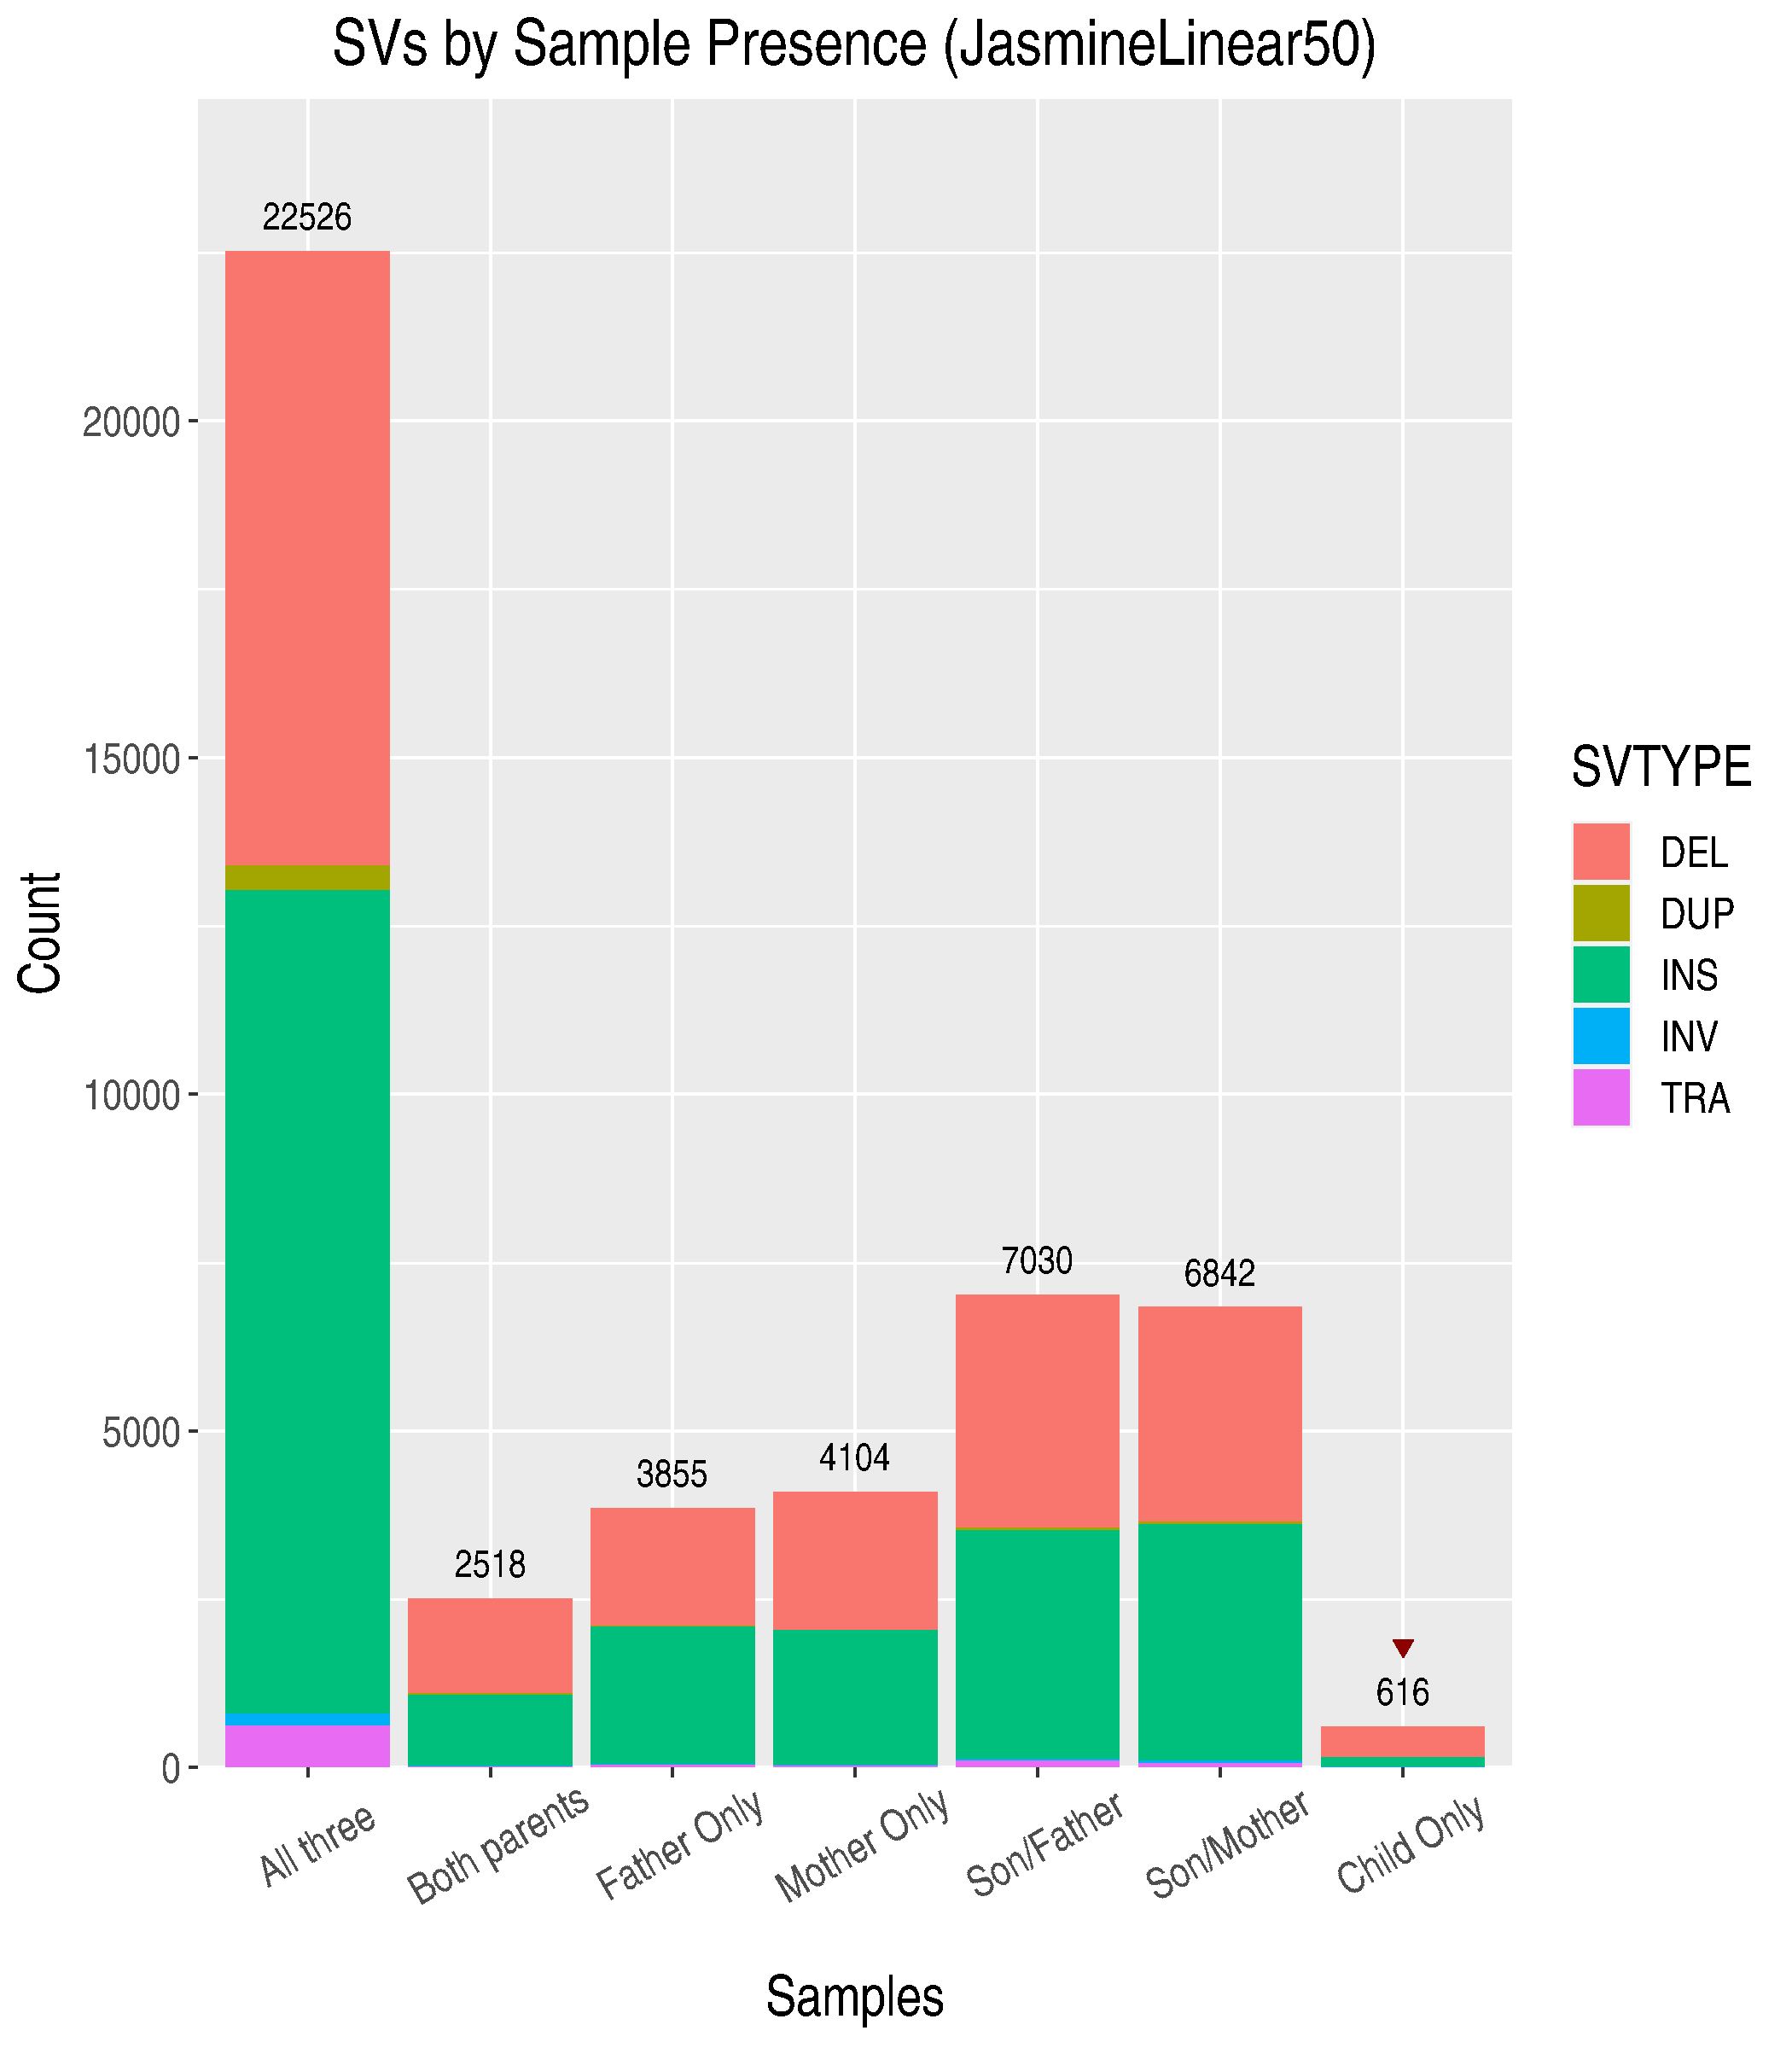 SVs by Sample Presence (JasmineLinear50)
22526
20000
15000
10000
5000
0
Count
2518
3855
4104
7030
6842
616
All three
Both parents
Father Only
Mother Only
Son/Father
Son/Mother
Child Only
Samples
SVTYPE
DEL
DUP
INS
INV
TRA